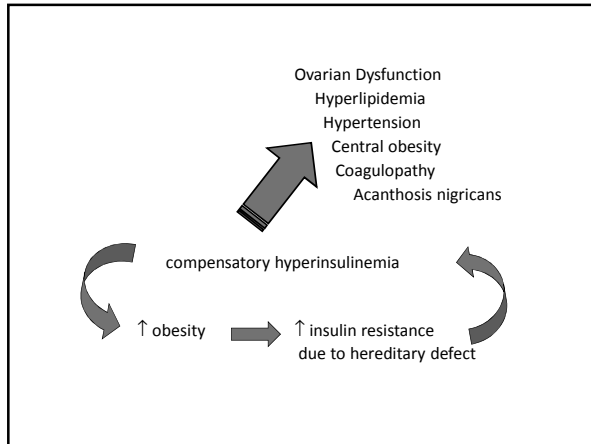 Ovarian Dysfunction
Hyperlipidemia
Hypertension
Central obesity
Coagulopathy
Acanthosis nigricans
compensatory hyperinsulinemia
↑ obesity
↑ insulin resistance
due to hereditary defect